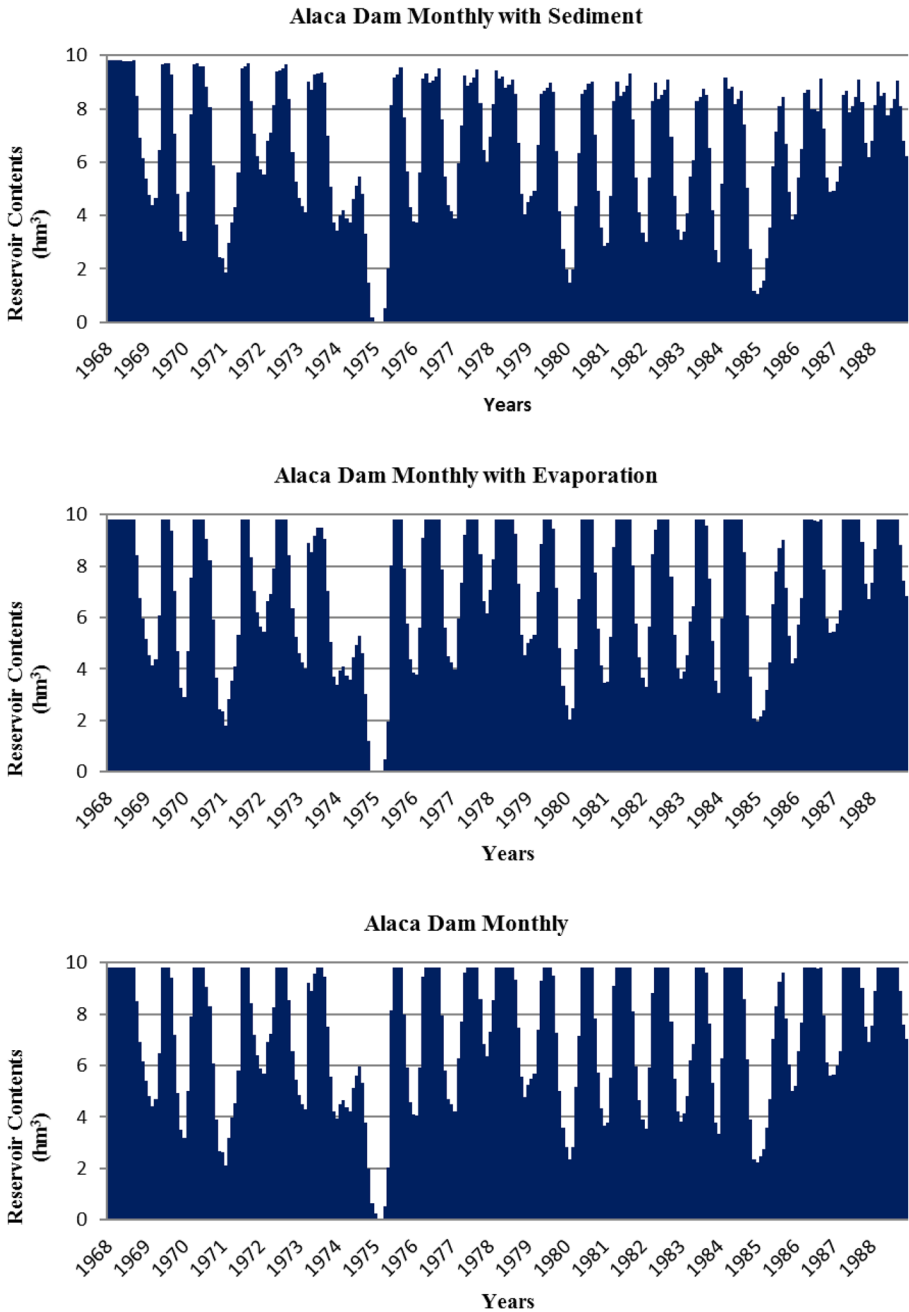 Alaca Dam Monthly with Sediment
Reservoir Contents
(hm³)
10
8
6
4
2
0
1968 1969 1970 1971 1972 1973 1974 1975 1976 1977 1978 1979 1980 1981 1982 1983 1984 1985 1986 1987 1988
Years
Alaca Dam Monthly with Evaporation
Reservoir Contents
(hm³)
10
8
6
4
2
0
1968 1969 1970 1971 1972 1973 1974 1975 1976 1977 1978 1979 1980 1981 1982 1983 1984 1985 1986 1987 1988
Years
Alaca Dam Monthly
Reservoir Contents
(hm³)
10
8
6
4
2
0
1968 1969 1970 1971 1972 1973 1974 1975 1976 1977 1978 1979 1980 1981 1982 1983 1984 1985 1986 1987 1988
Years